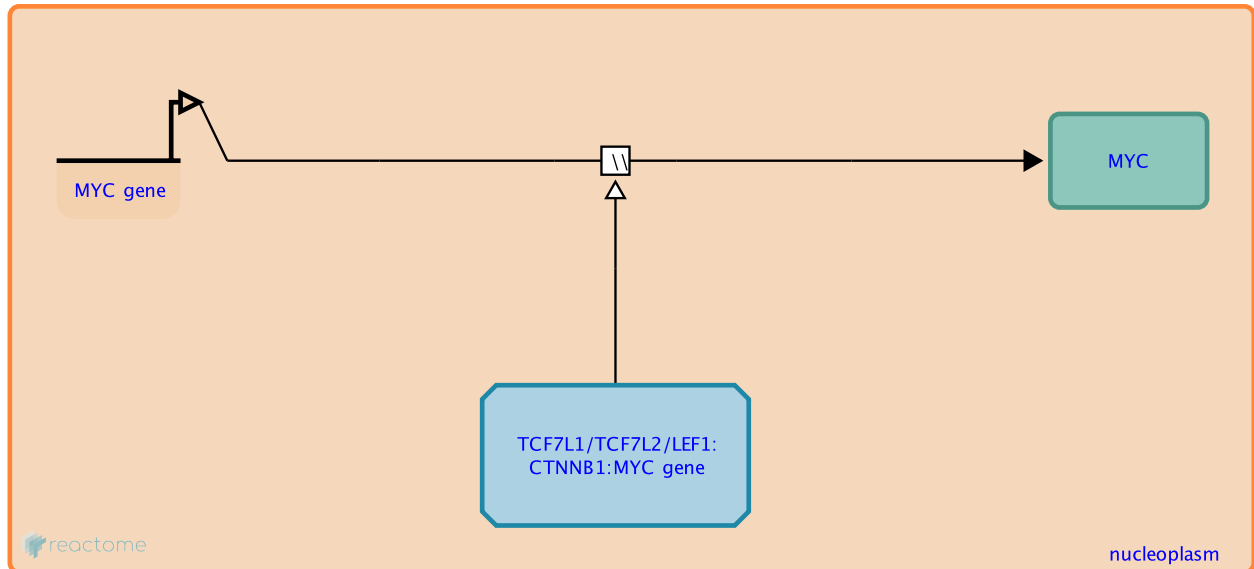 MYC gene
\\
MYC
TCF7L1/TCF7L2/LEF1:
CTNNB1:MYC gene
reactome
nucleoplasm